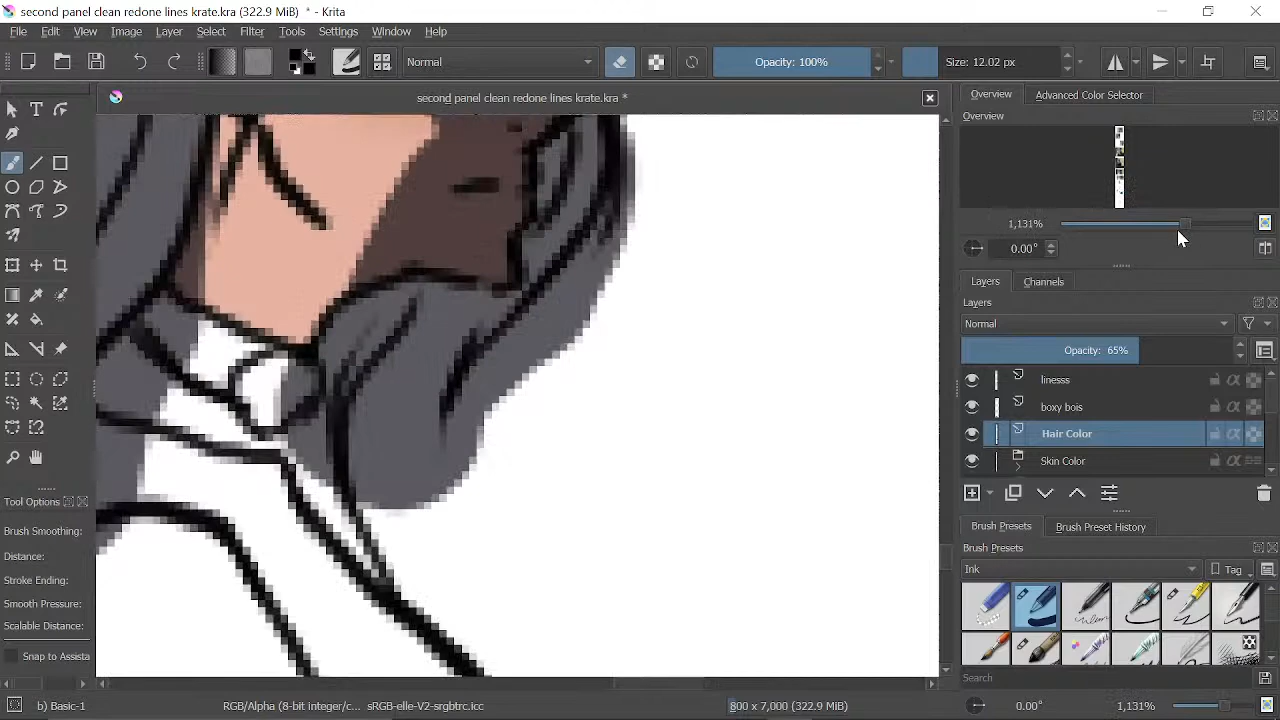 second panel clean redone lines krate.kra (322.9 MiB)  * - Krita
File Edit View Image Layer Select Filter Tools Settings Window Help
Normal Opacity: 100% Size: 12.02 px
second panel clean redone lines krate.kra *
Overview Advanced Color Selector
Overview
1,131%
0.00°
Layers Channels
Layers
Normal
Opacity: 65%
linesss
boxy bois
Hair Color
Skin Color
Tool Options
Brush Smoothing:
Distance:
Stroke Ending:
Smooth Pressure:
Scalable Distance:
Snap to Assista
Brush Presets Brush Preset History
Brush Presets
Ink Tag
Search
b) Basic-1 RGB/Alpha (8-bit integer/c... sRGB-elle-V2-srgbtrc.icc 800 x 7,000 (322.9 MiB) 0.00° 1,131%